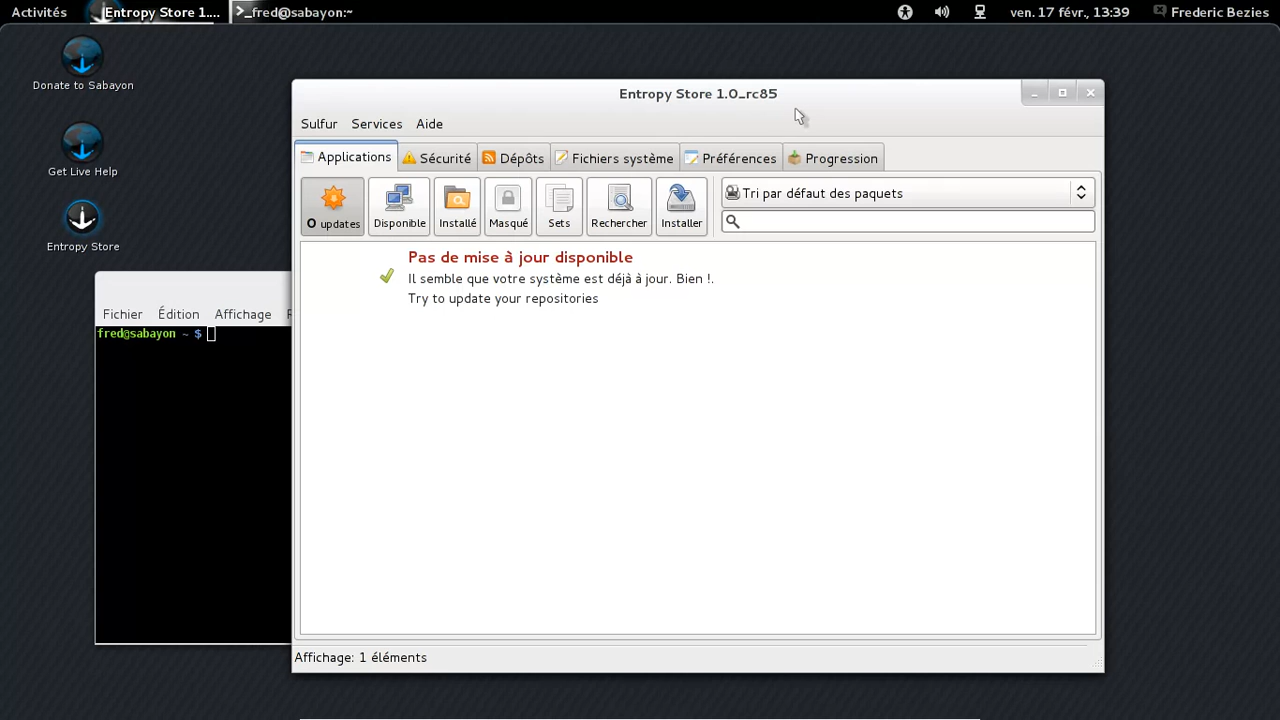 Activités
Entropy Store 1....
fred@sabayon:~
ven. 17 févr., 13:39
Frederic Bezies
Donate to Sabayon
Get Live Help
Entropy Store
Fichier Édition Affichage
fred@sabayon ~ $
Entropy Store 1.0_rc85
Sulfur Services Aide
Applications Sécurité Dépôts Fichiers système Préférences Progression
0 updates Disponible Installé Masqué Sets Rechercher Installer
Tri par défaut des paquets
Pas de mise à jour disponible
Il semble que votre système est déjà à jour. Bien !.
Try to update your repositories
Affichage: 1 éléments